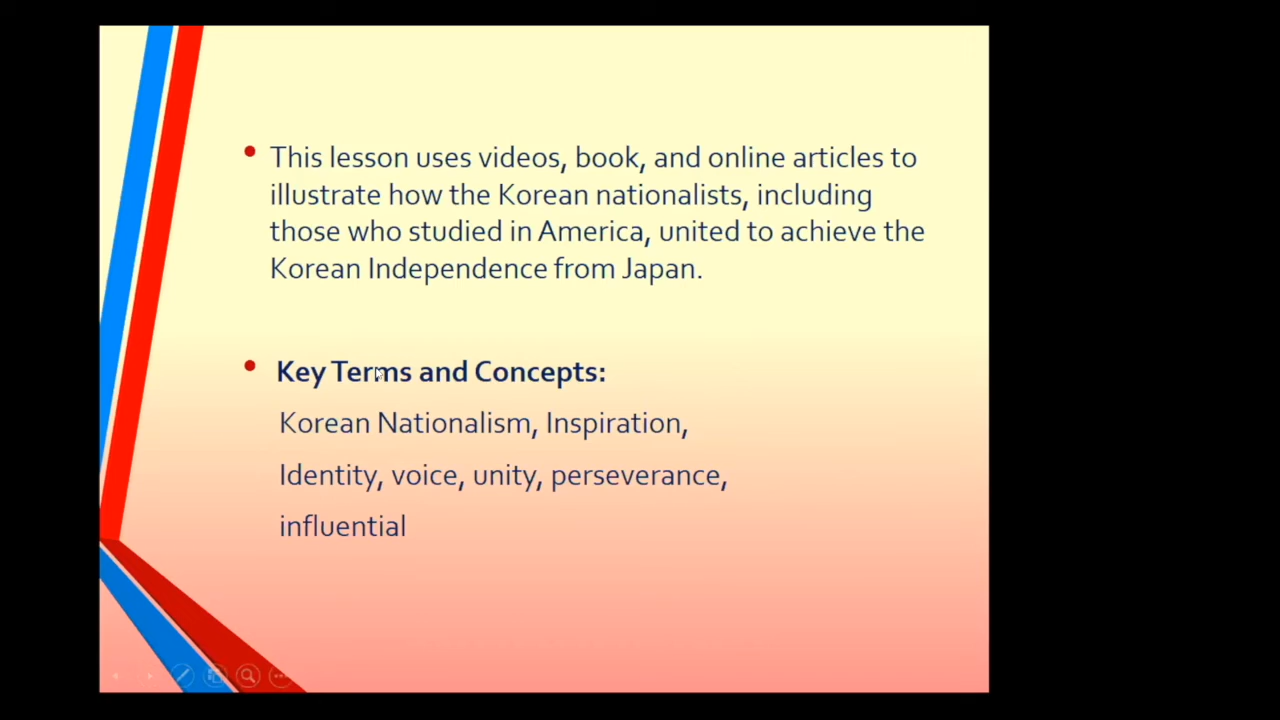 • This lesson uses videos, book, and online articles to
illustrate how the Korean nationalists, including
those who studied in America, united to achieve the
Korean Independence from Japan.
• Key Terms and Concepts:
Korean Nationalism, Inspiration,
Identity, voice, unity, perseverance,
influential